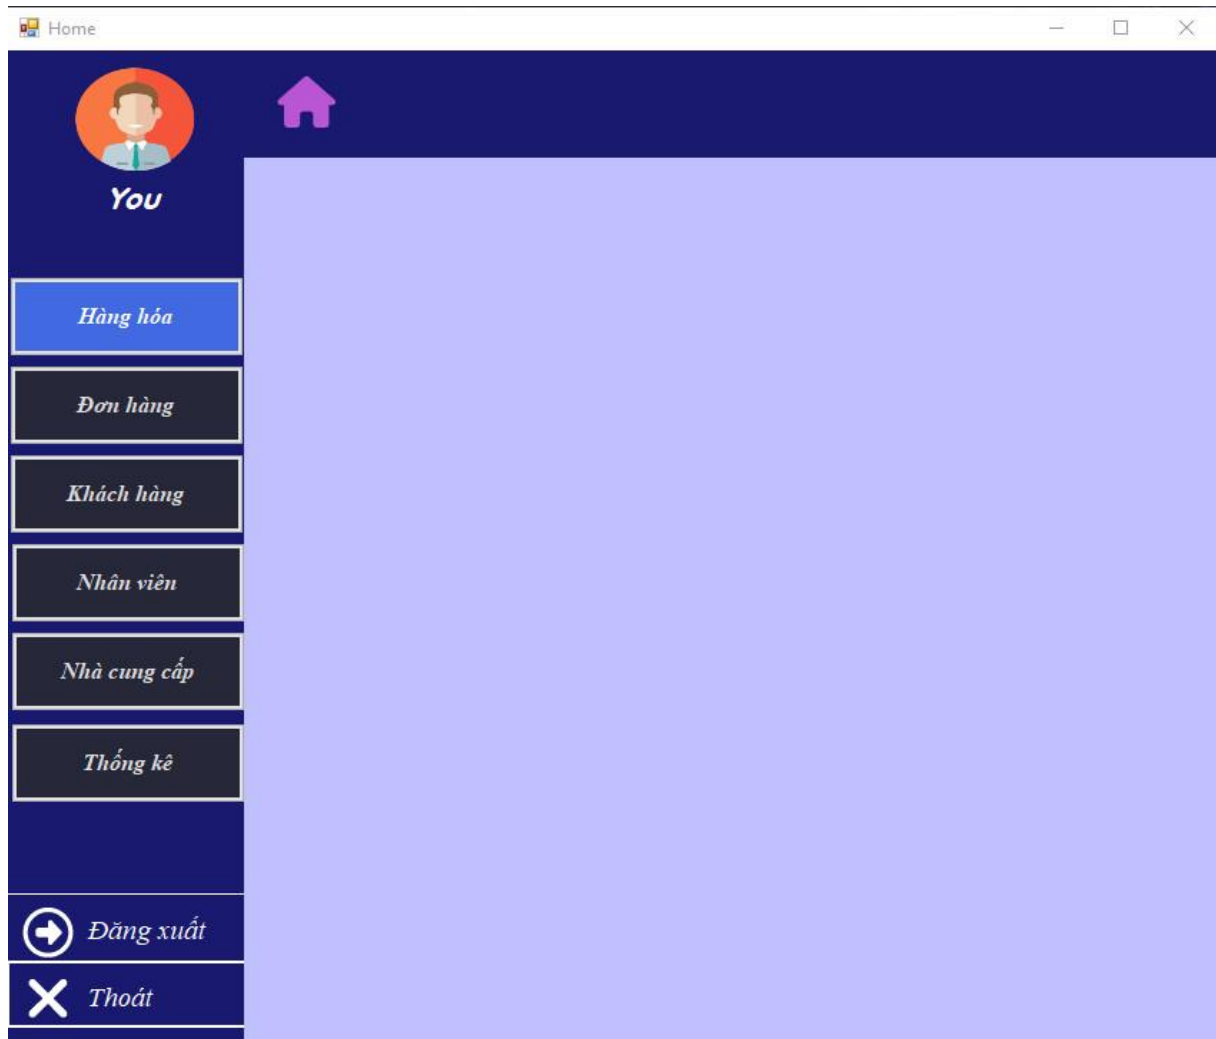 Home
You
Hàng hóa
Đơn hàng
Khách hàng
Nhân viên
Nhà cung cấp
Thống kê
Đăng xuất
Thoát